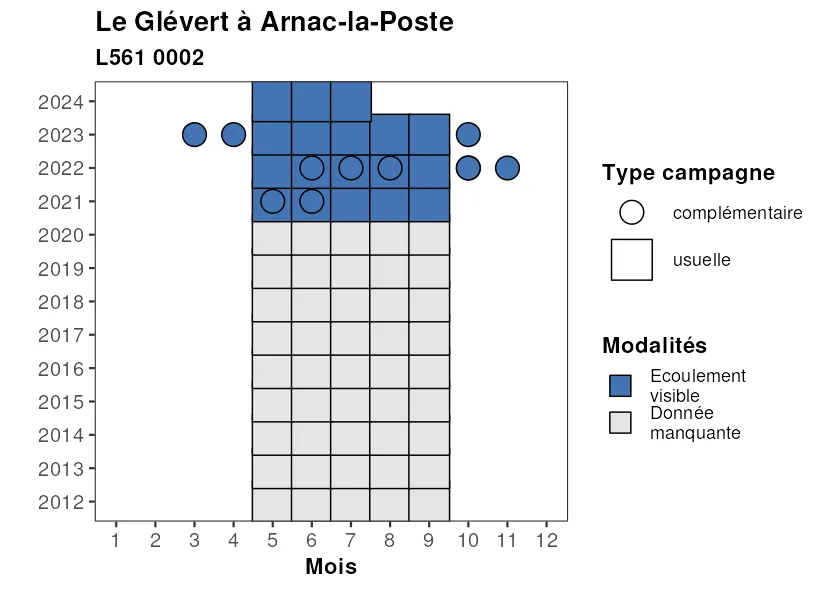 Le Glévert à Arnac-la-Poste
L561 0002
2024
2023
2022
2021
2020
2019
2018
2017
2016
2015
2014
2013
2012
1 2 3 4 5 6 7 8 9 10 11 12
Mois
Type campagne
complémentaire
usuelle
Modalités
Ecoulement
visible
Donnée
manquante